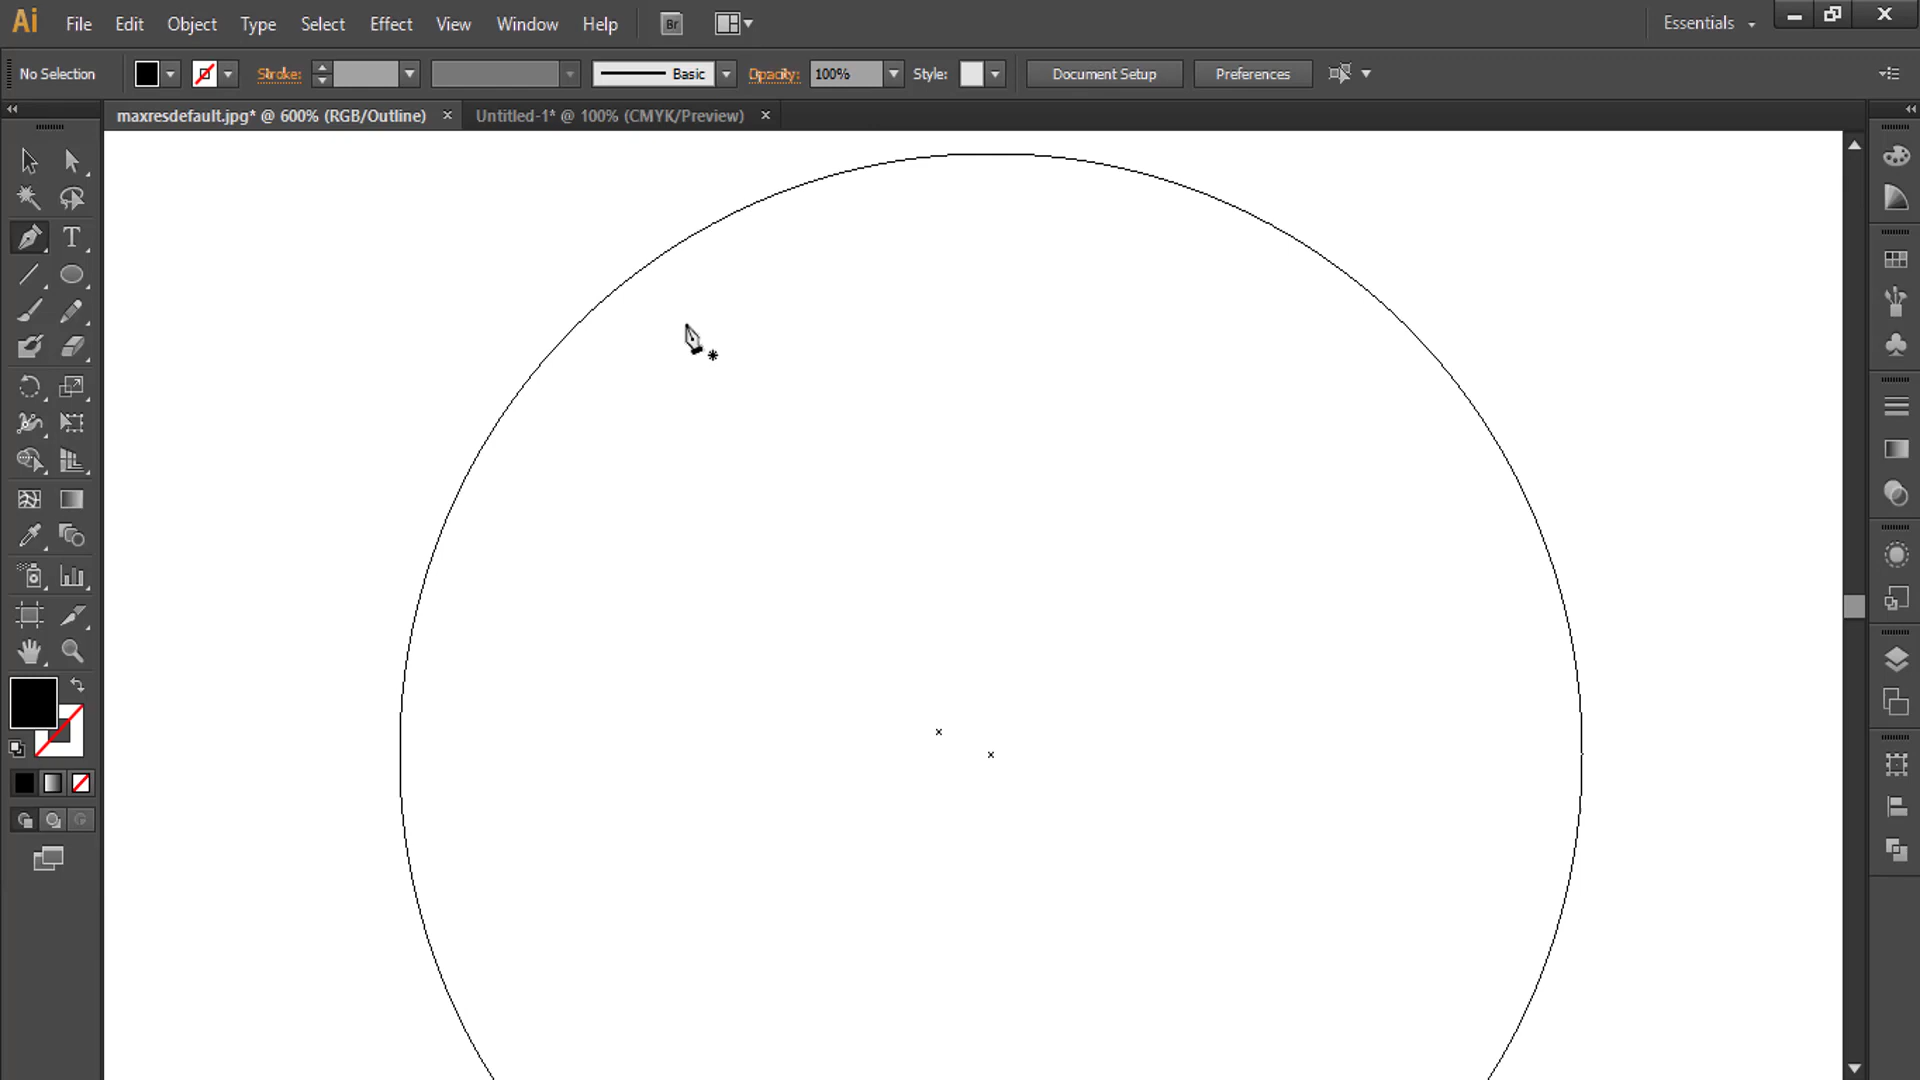 Ai File Edit Object Type Select Effect View Window Help Br Essentials
No Selection Stroke: Basic Opacity: 100% Style: Document Setup Preferences
maxresdefault.jpg* @ 600% (RGB/Outline) Untitled-1* @ 100% (CMYK/Preview)
T